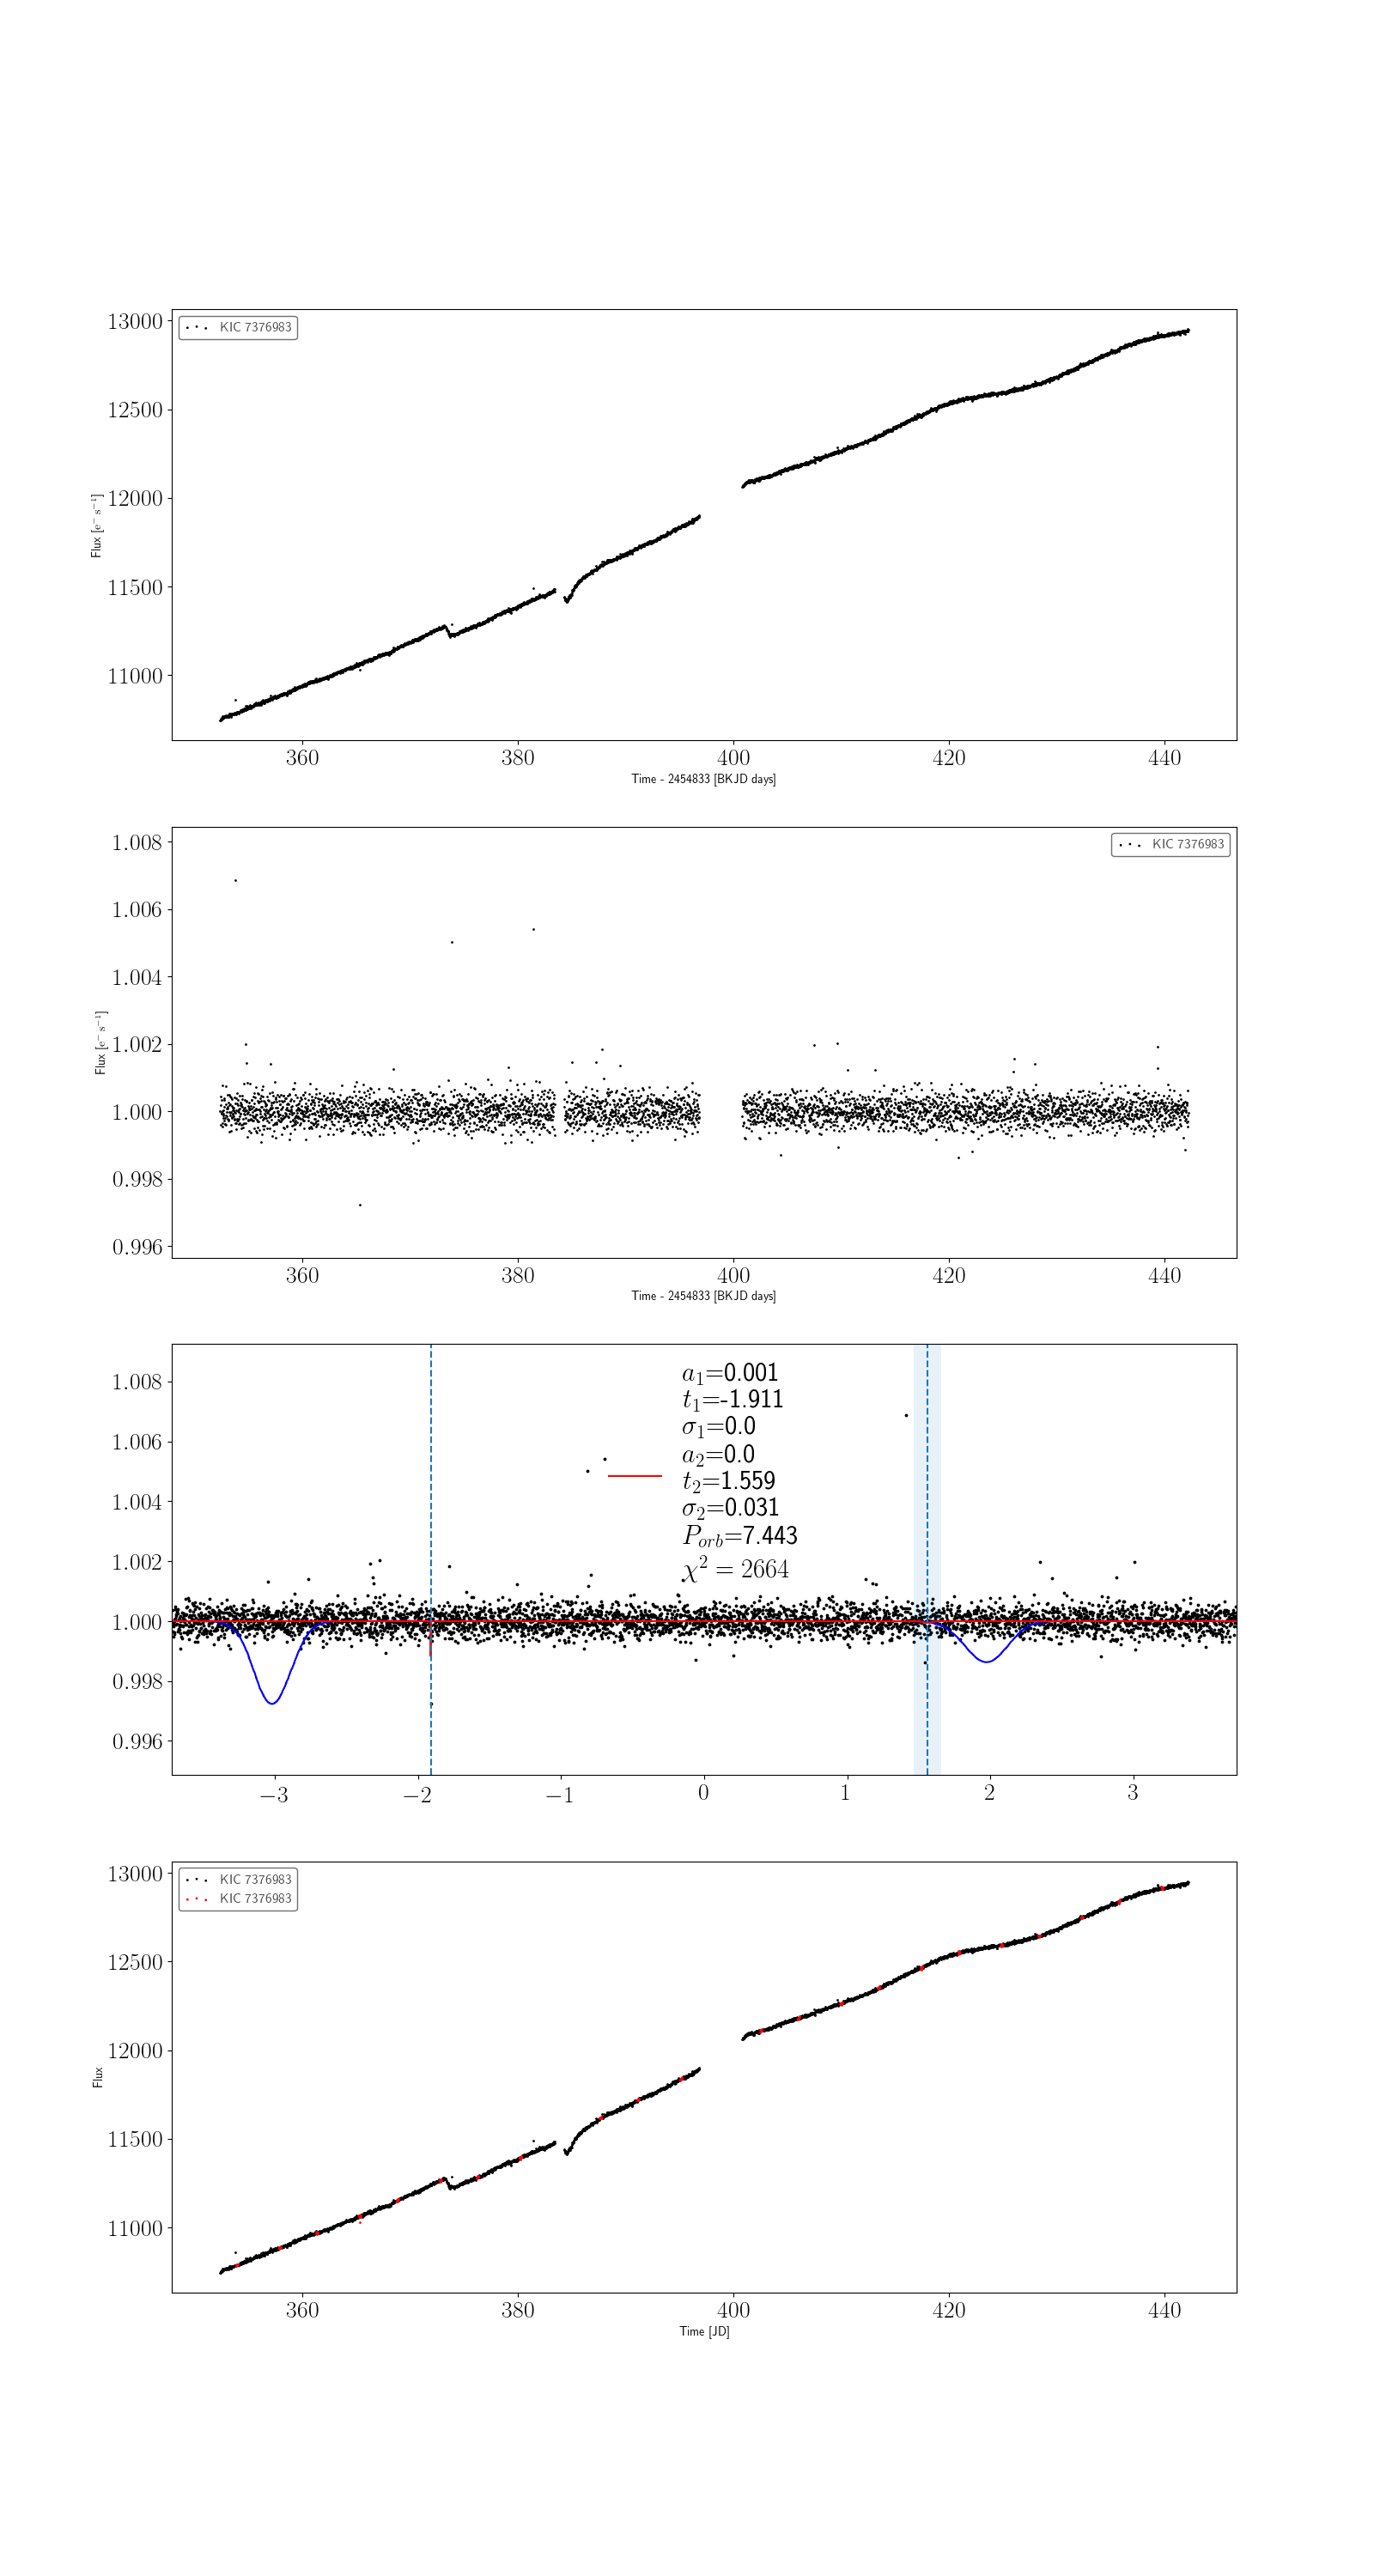 KIC 7376983
13000
12500
12000
11500
11000
Flux [e⁻ s⁻¹]
360 380 400 420 440
Time - 2454833 [BKJD days]
KIC 7376983
1.008
1.006
1.004
1.002
1.000
0.998
0.996
Flux [e⁻ s⁻¹]
360 380 400 420 440
Time - 2454833 [BKJD days]
1.008
1.006
1.004
1.002
1.000
0.998
0.996
a₁=0.001
t₁=-1.911
σ₁=0.0
a₂=0.0
t₂=1.559
σ₂=0.031
P_orb=7.443
χ² = 2664
−3 −2 −1 0 1 2 3
KIC 7376983
KIC 7376983
13000
12500
12000
11500
11000
Flux
360 380 400 420 440
Time [JD]